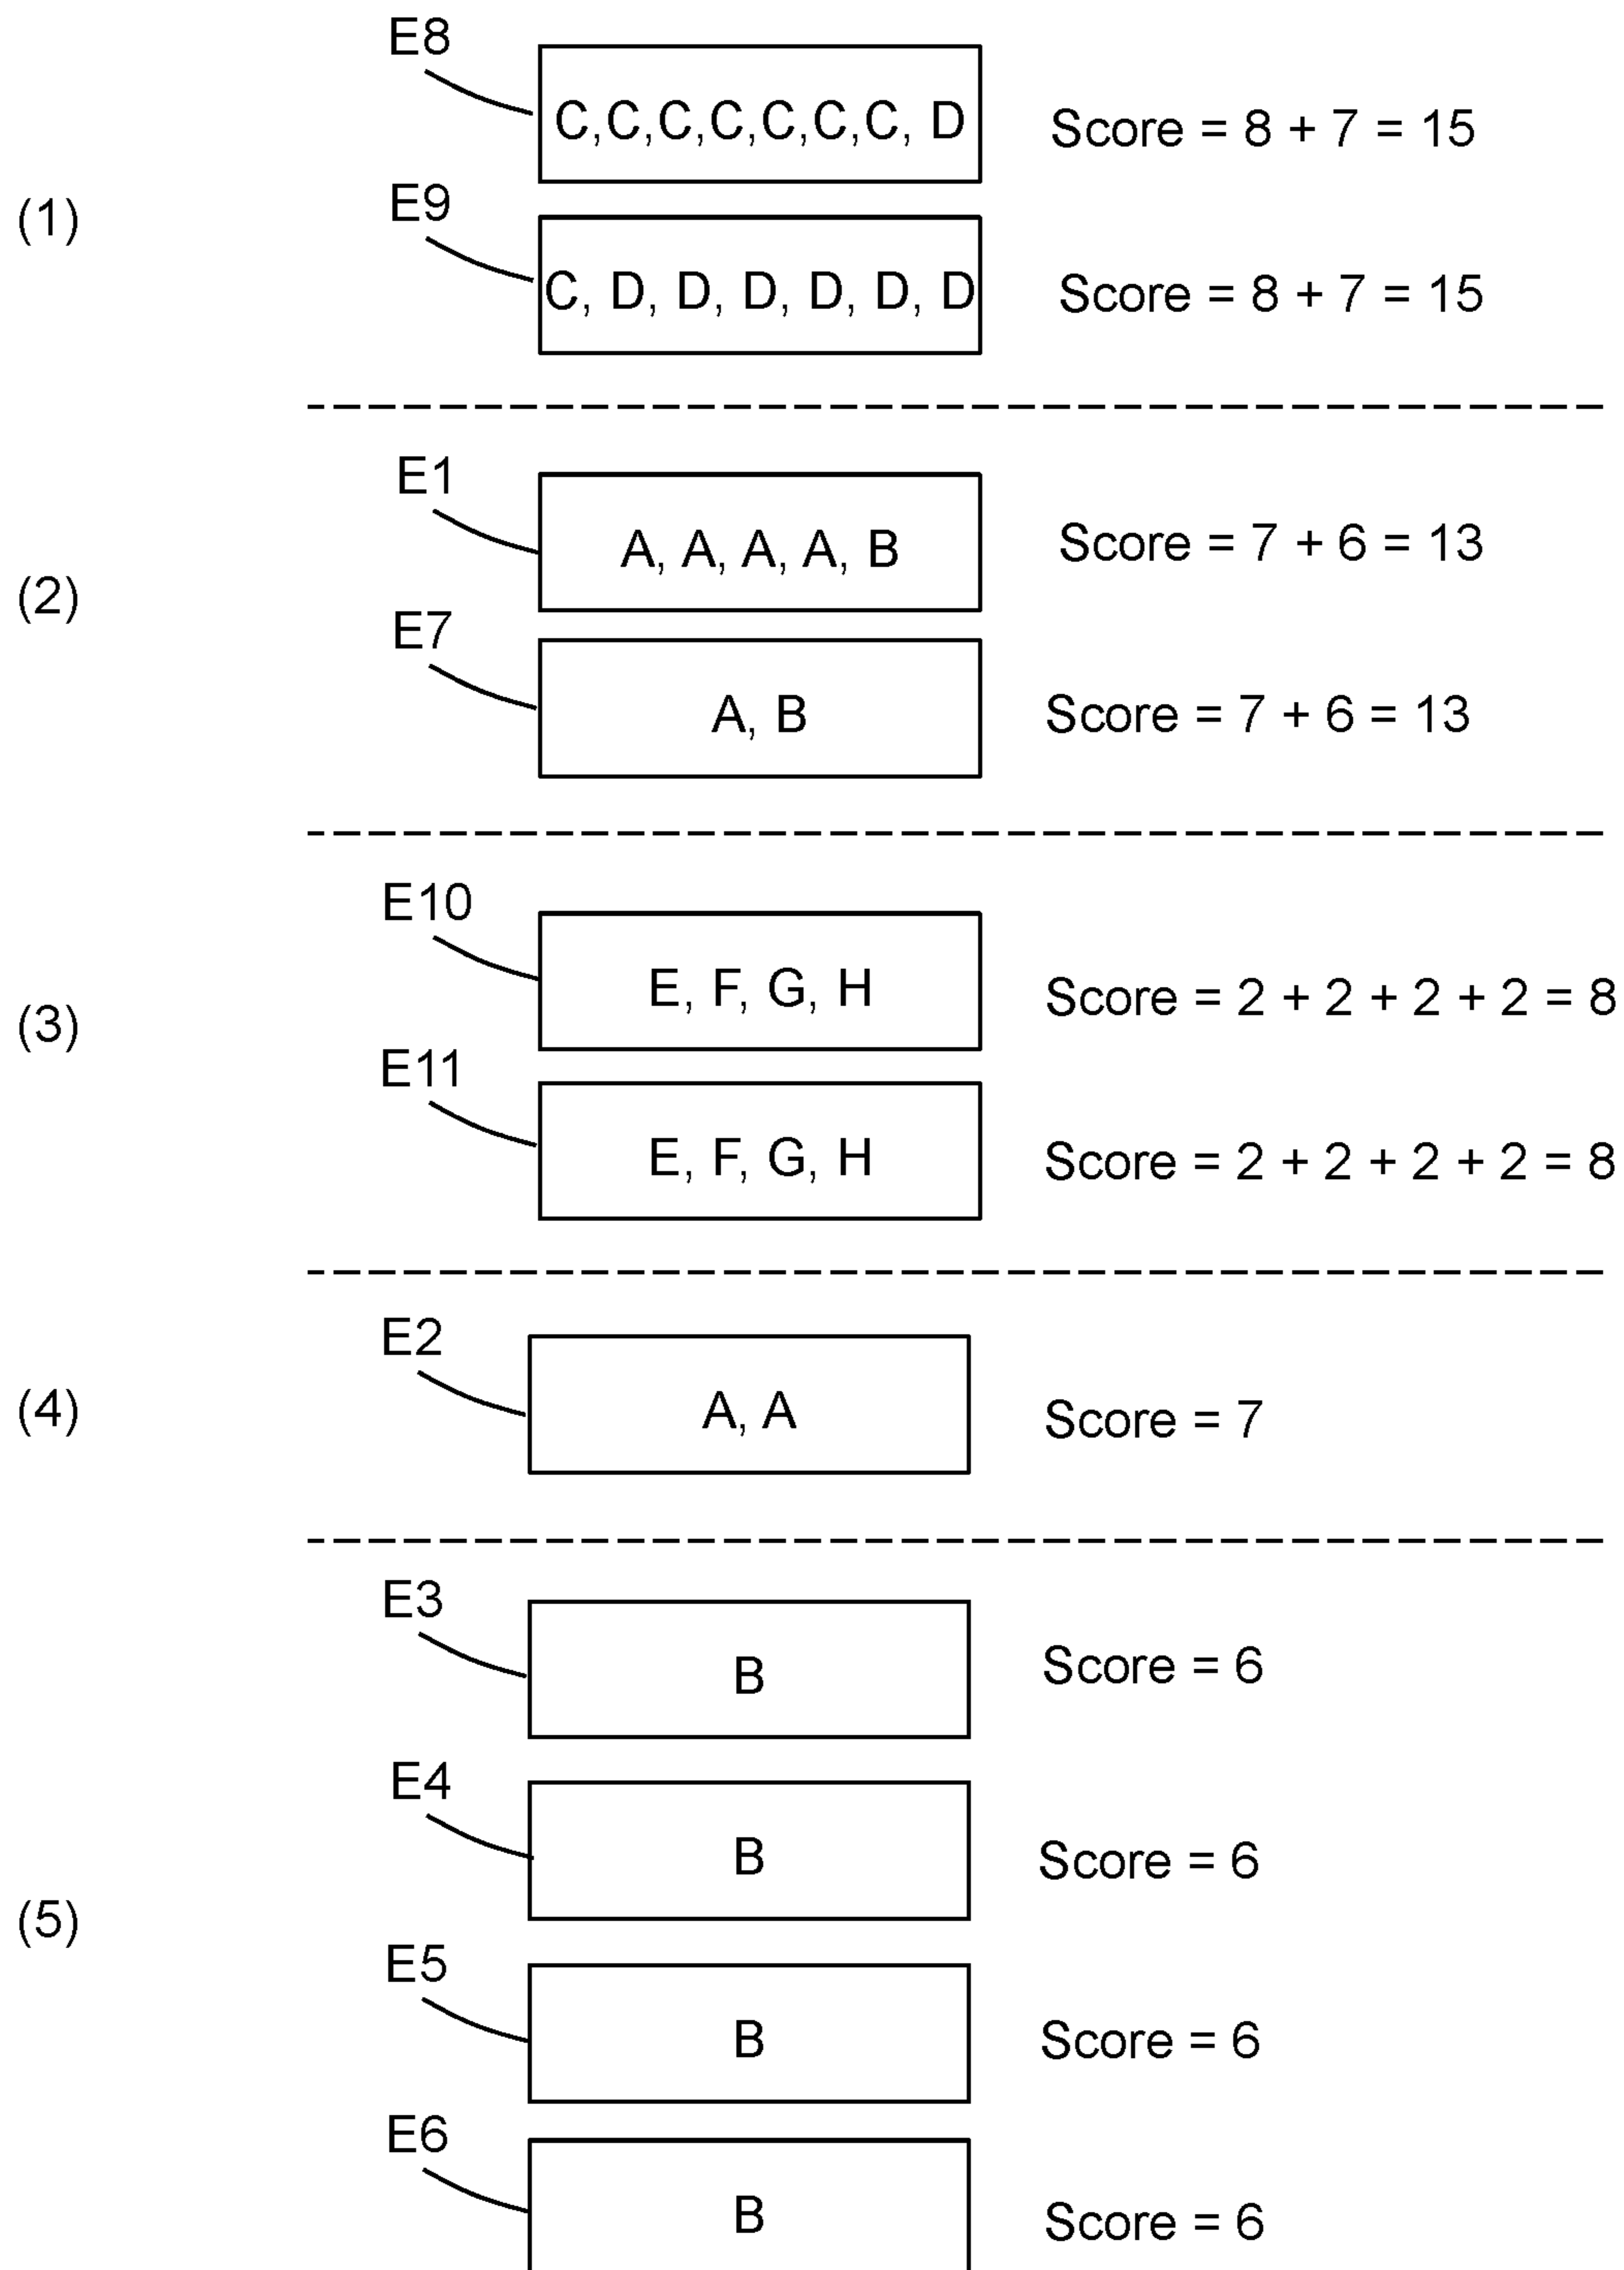 E8
C,C,C,C,C,C,C, D Score = 8 + 7 = 15
(1)
E9
C, D, D, D, D, D, D Score = 8 + 7 = 15
E1
A, A, A, A, B Score = 7 + 6 = 13
(2)
E7
A, B Score = 7 + 6 = 13
E10
E, F, G, H Score = 2 + 2 + 2 + 2 = 8
(3)
E11
E, F, G, H Score = 2 + 2 + 2 + 2 = 8
E2
(4) A, A Score = 7
E3
B Score = 6
E4
B Score = 6
(5)
E5
B Score = 6
E6
B Score = 6